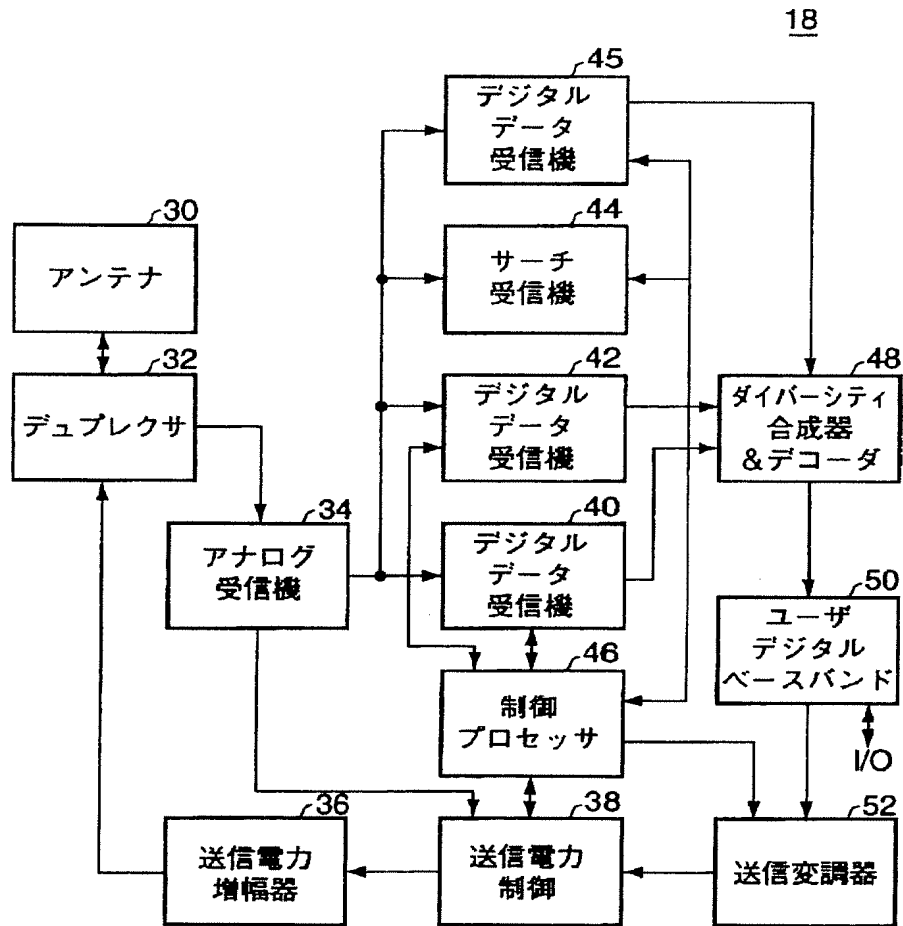 18
45
デジタル
データ
受信機
44
サーチ
受信機
30
アンテナ
32
デュプレクサ
42
デジタル
データ
受信機
48
ダイバーシティ
合成器
&デコーダ
34
アナログ
受信機
40
デジタル
データ
受信機
50
ユーザ
デジタル
ベースバンド
I/O
46
制御
プロセッサ
36
送信電力
増幅器
38
送信電力
制御
52
送信変調器